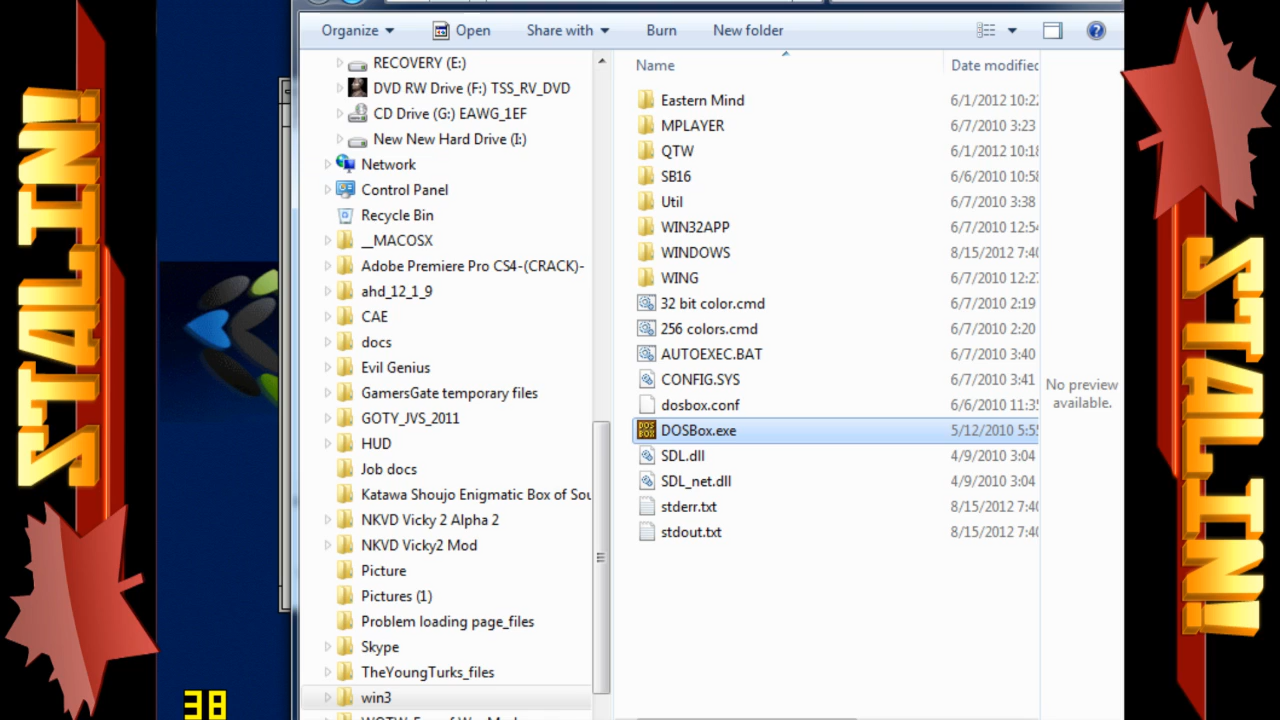 STALIN!
Organize Open Share with Burn New folder
RECOVERY (E:)
DVD RW Drive (F:) TSS_RV_DVD
CD Drive (G:) EAWG_1EF
New New Hard Drive (I:)
Network
Control Panel
Recycle Bin
__MACOSX
Adobe Premiere Pro CS4-(CRACK)-
ahd_12_1_9
CAE
docs
Evil Genius
GamersGate temporary files
GOTY_JVS_2011
HUD
Job docs
Katawa Shoujo Enigmatic Box of Sou
NKVD Vicky 2 Alpha 2
NKVD Vicky2 Mod
Picture
Pictures (1)
Problem loading page_files
Skype
TheYoungTurks_files
win3
Name Date modified
Eastern Mind 6/1/2012 10:22
MPLAYER 6/7/2010 3:23
QTW 6/1/2012 10:18
SB16 6/6/2010 10:58
Util 6/7/2010 3:38
WIN32APP 6/7/2010 12:54
WINDOWS 8/15/2012 7:40
WING 6/7/2010 12:27
32 bit color.cmd 6/7/2010 2:19
256 colors.cmd 6/7/2010 2:20
AUTOEXEC.BAT 6/7/2010 3:40
CONFIG.SYS 6/7/2010 3:41
dosbox.conf 6/6/2010 11:35
DOSBox.exe 5/12/2010 5:55
SDL.dll 4/9/2010 3:04
SDL_net.dll 4/9/2010 3:04
stderr.txt 8/15/2012 7:40
stdout.txt 8/15/2012 7:40
No preview
available.
38
STALIN!